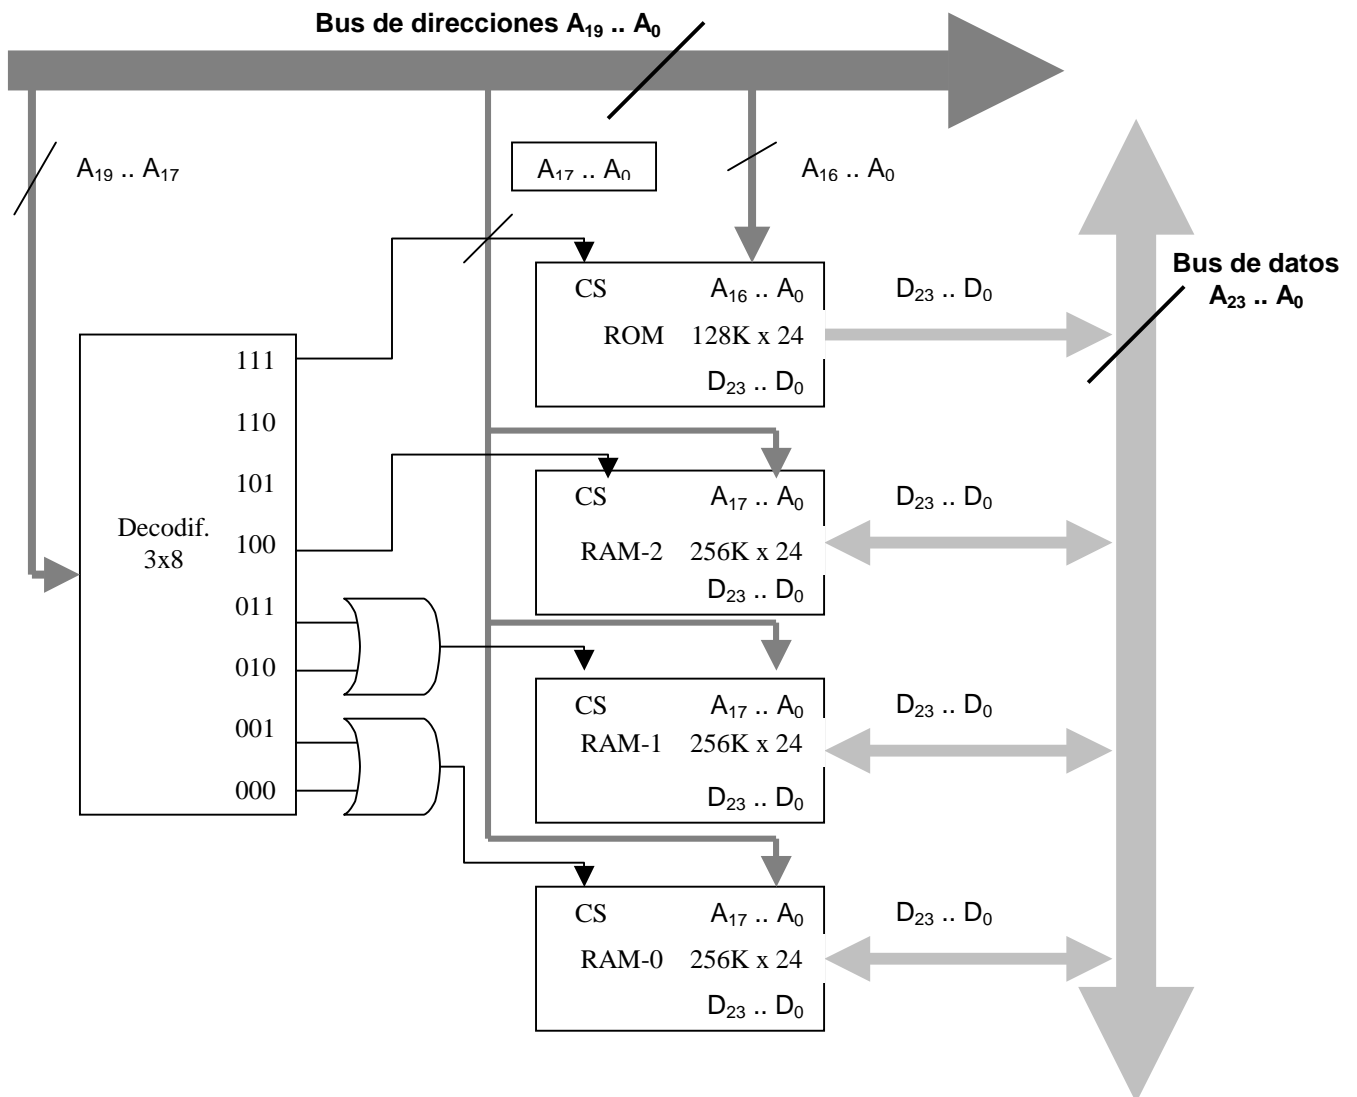 Bus de direcciones A₁₉ .. A₀
A₁₉ .. A₁₇
A₁₇ .. A₀
A₁₆ .. A₀
Bus de datos
A₂₃ .. A₀
CS A₁₆ .. A₀
ROM 128K x 24
D₂₃ .. D₀
D₂₃ .. D₀
111
110
101
100
011
010
001
000
Decodif.
3x8
CS A₁₇ .. A₀
RAM-2 256K x 24
D₂₃ .. D₀
D₂₃ .. D₀
CS A₁₇ .. A₀
RAM-1 256K x 24
D₂₃ .. D₀
D₂₃ .. D₀
CS A₁₇ .. A₀
RAM-0 256K x 24
D₂₃ .. D₀
D₂₃ .. D₀